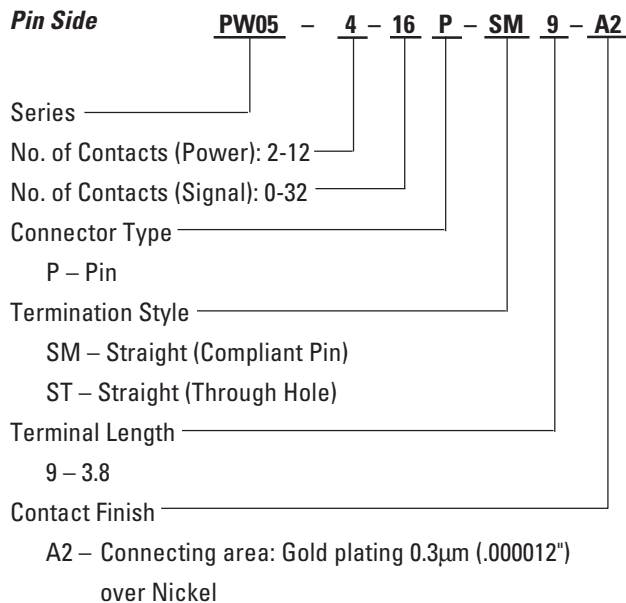 Pin Side PW05 – 4 – 16 P – SM 9 – A2
Series
No. of Contacts (Power): 2-12
No. of Contacts (Signal): 0-32
Connector Type
P – Pin
Termination Style
SM – Straight (Compliant Pin)
ST – Straight (Through Hole)
Terminal Length
9 – 3.8
Contact Finish
A2 – Connecting area: Gold plating 0.3μm (.000012")
over Nickel